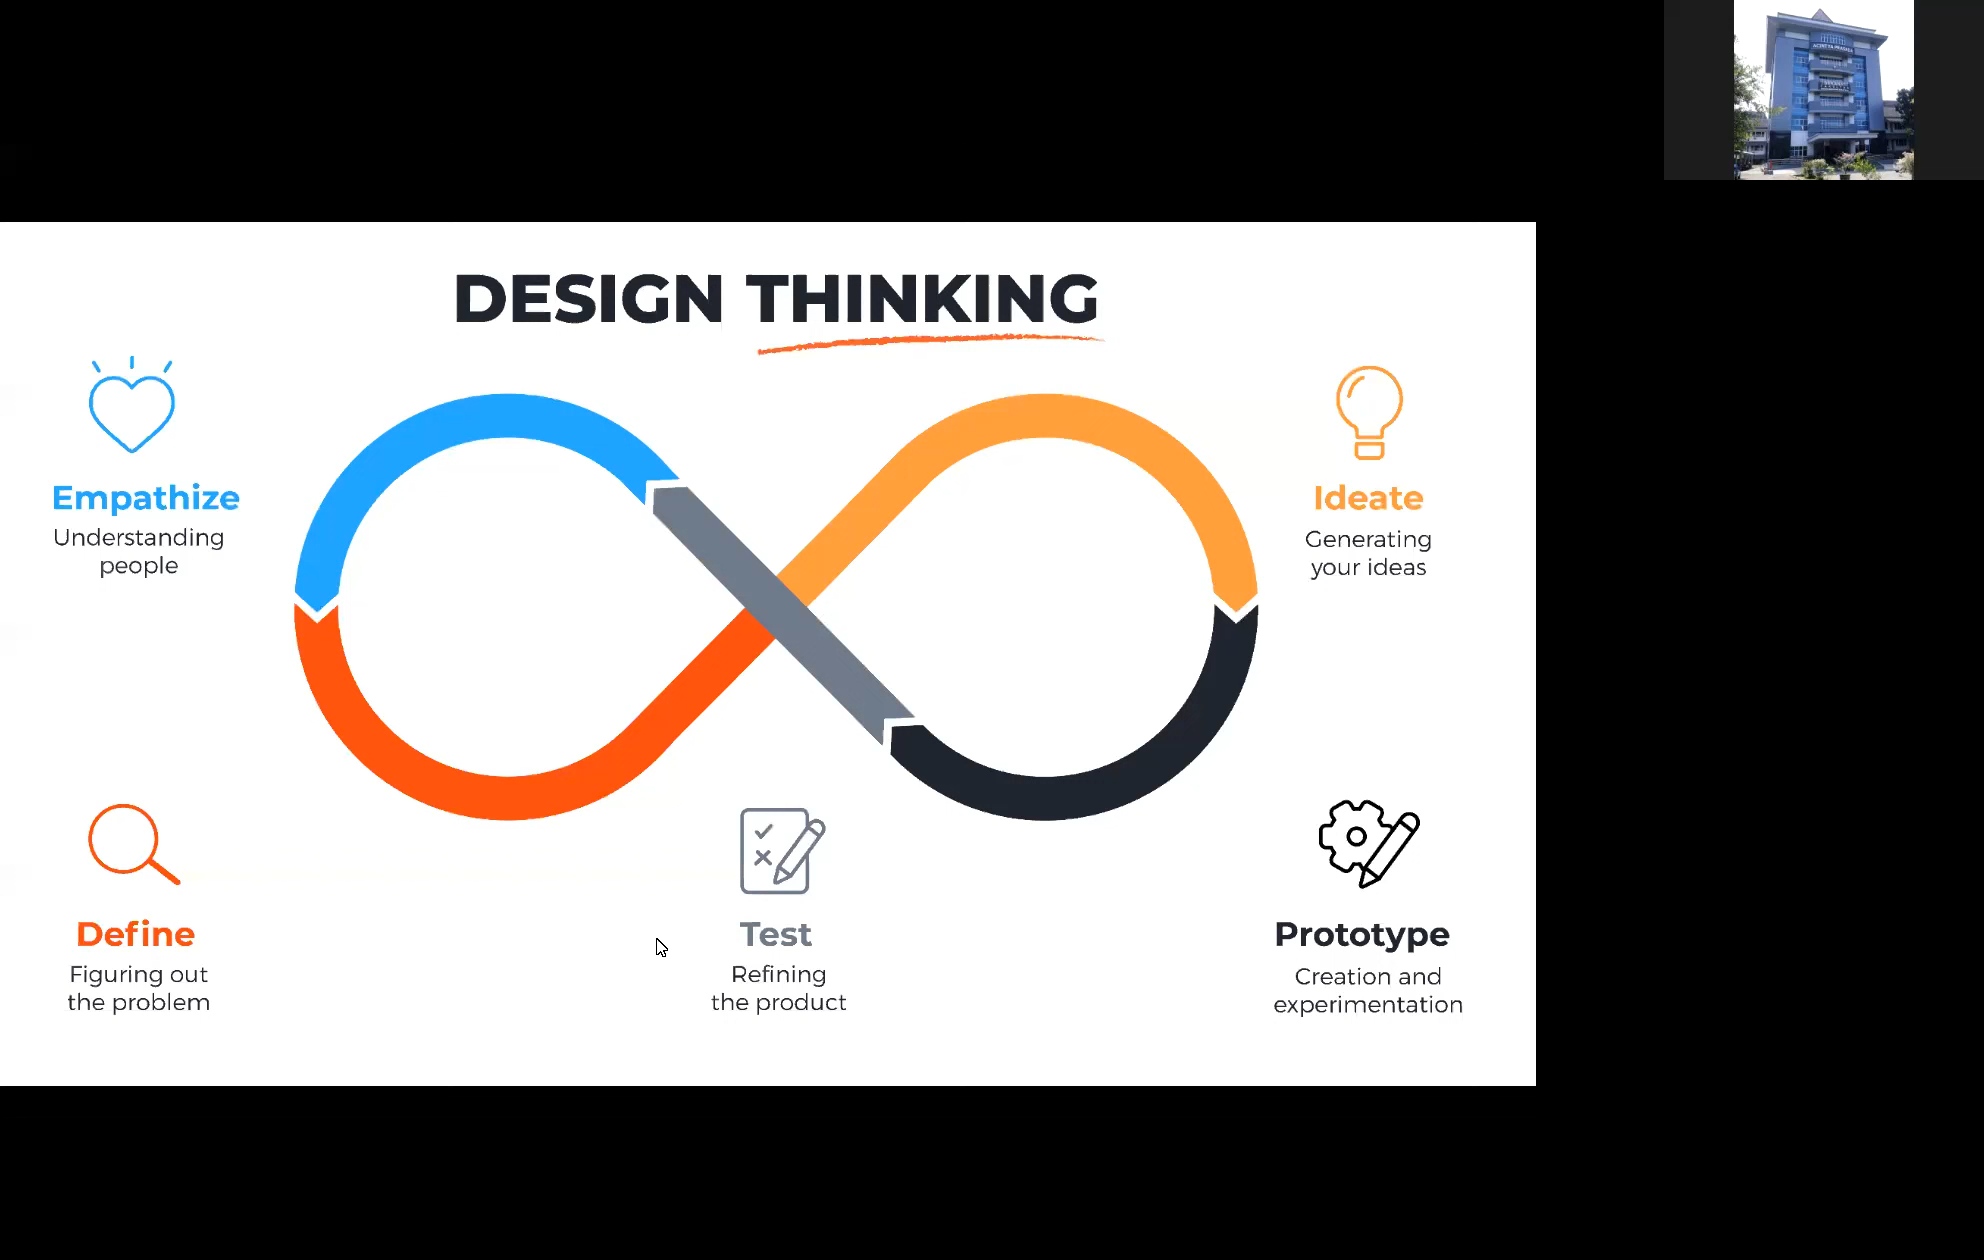 DESIGN THINKING
Empathize
Understanding
people
Ideate
Generating
your ideas
Define
Figuring out
the problem
Test
Refining
the product
Prototype
Creation and
experimentation